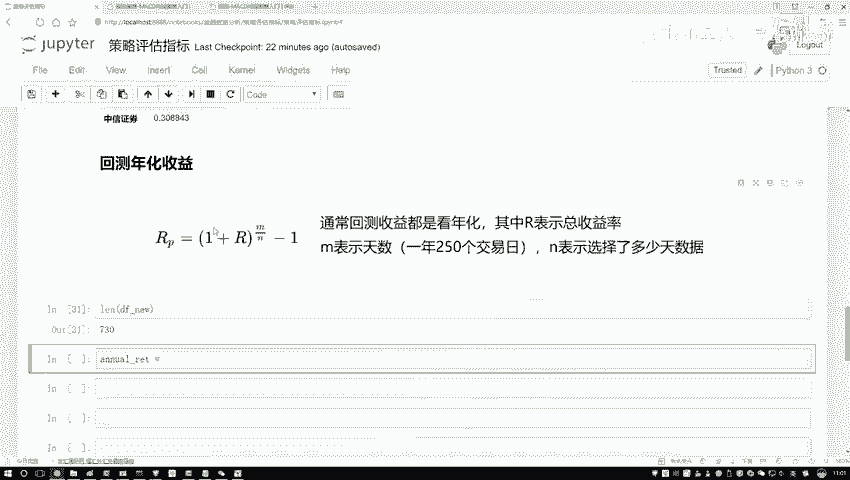 http://localhost:8888/notebooks/
jupyter 策略评估指标 Last Checkpoint: 22 minutes ago (autosaved)
Logout
File Edit View Insert Cell Kernel Widgets Help
Trusted
Python 3
Code
中信证券 0.308843
回测年化收益
R_p = (1 + R)^{\frac{m}{n}} - 1
通常回测收益都是看年化，其中R表示总收益率
m表示天数（一年250个交易日），n表示选择了多少天数据
In [31]: len(df_new)
Out[31]: 730
In [ ]: annual_ret =
In [ ]:
In [ ]:
In [ ]:
11:01